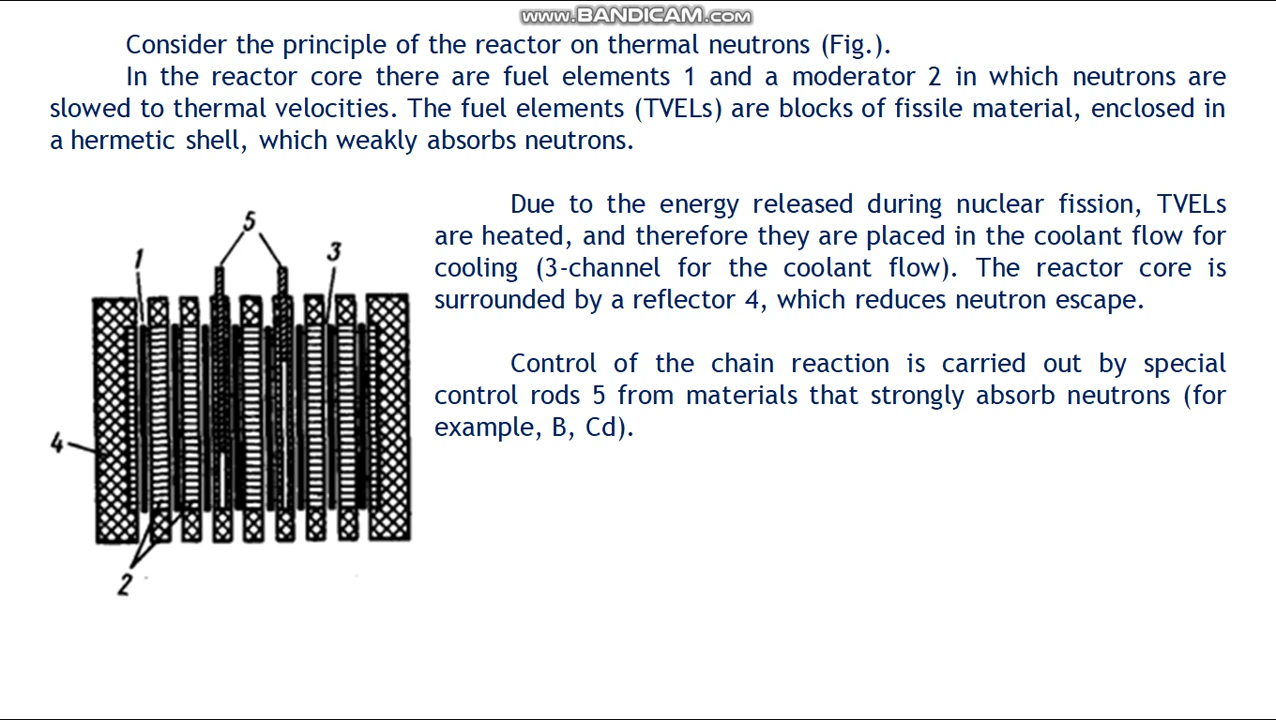 www.BANDICAM.com
Consider the principle of the reactor on thermal neutrons (Fig.).
In the reactor core there are fuel elements 1 and a moderator 2 in which neutrons are
slowed to thermal velocities. The fuel elements (TVELs) are blocks of fissile material, enclosed in
a hermetic shell, which weakly absorbs neutrons.
Due to the energy released during nuclear fission, TVELs
are heated, and therefore they are placed in the coolant flow for
cooling (3-channel for the coolant flow). The reactor core is
surrounded by a reflector 4, which reduces neutron escape.
Control of the chain reaction is carried out by special
control rods 5 from materials that strongly absorb neutrons (for
example, B, Cd).
5
1
3
4
2